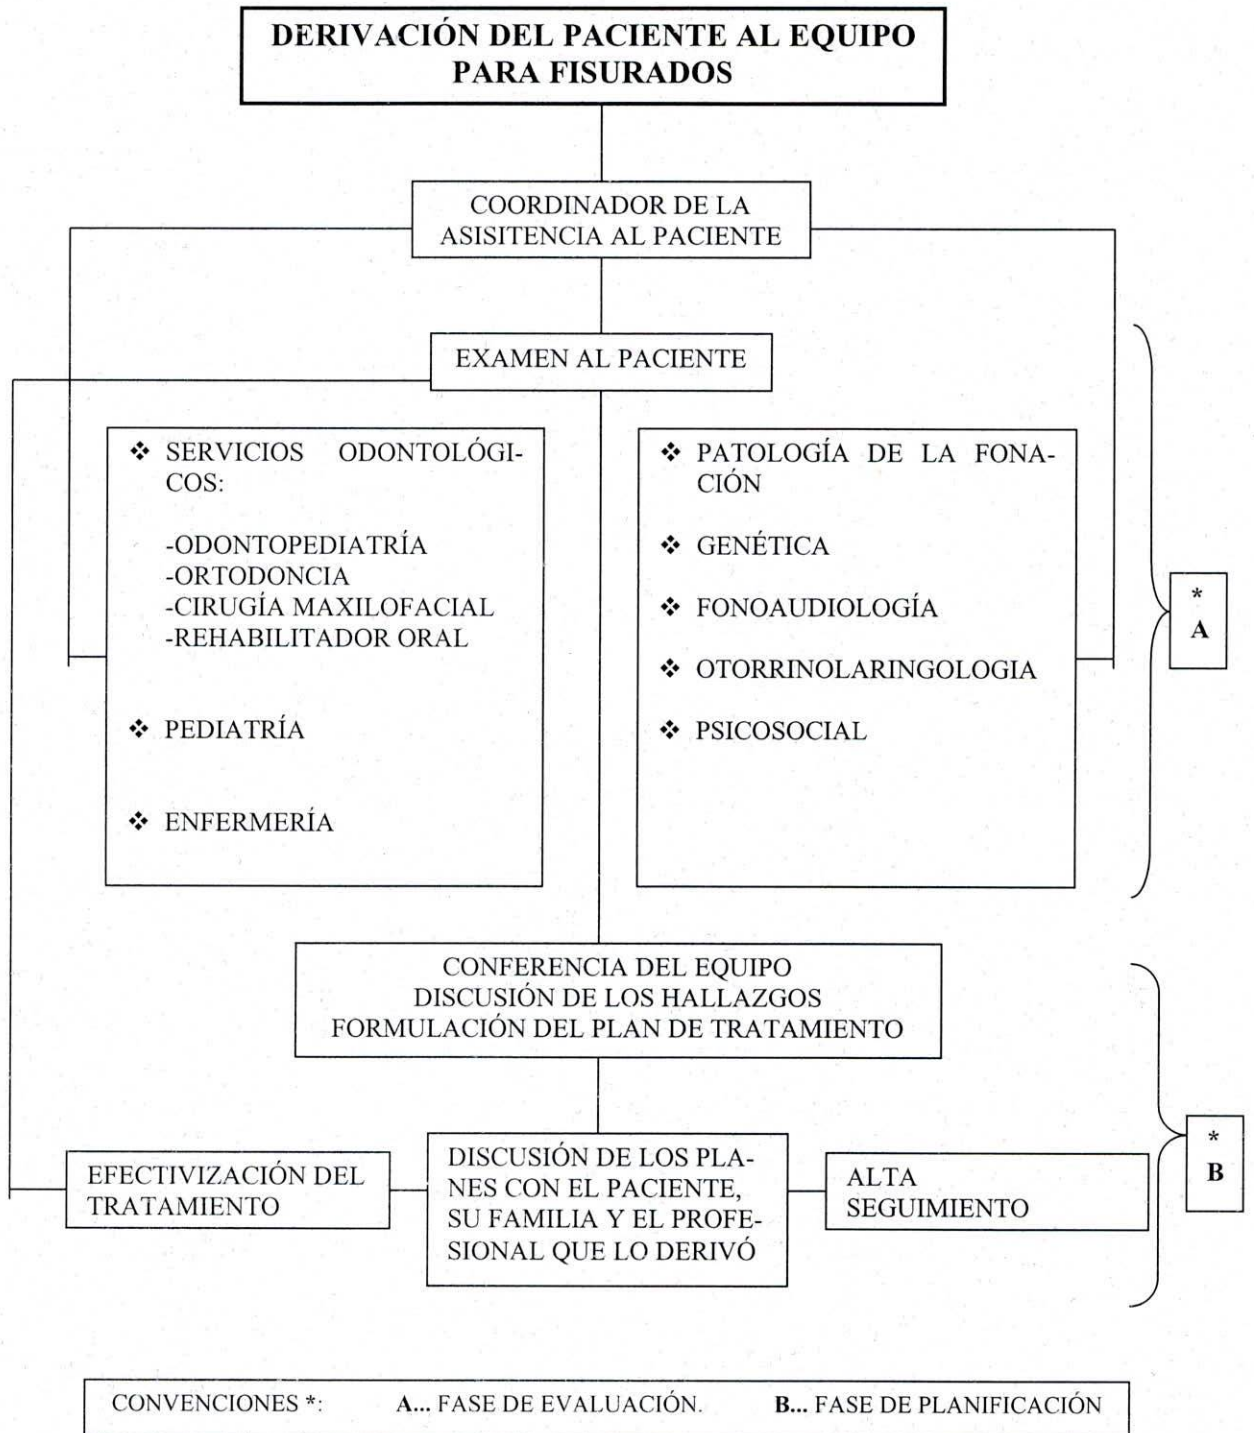 DERIVACIÓN DEL PACIENTE AL EQUIPO
PARA FISURADOS
COORDINADOR DE LA
ASISITENCIA AL PACIENTE
EXAMEN AL PACIENTE
❖ SERVICIOS ODONTOLÓGI-
COS:
-ODONTOPEDIATRÍA
-ORTODONCIA
-CIRUGÍA MAXILOFACIAL
-REHABILITADOR ORAL
❖ PEDIATRÍA
❖ ENFERMERÍA
❖ PATOLOGÍA DE LA FONA-
CIÓN
❖ GENÉTICA
❖ FONOAUDIOLOGÍA
❖ OTORRINOLARINGOLOGIA
❖ PSICOSOCIAL
*
A
CONFERENCIA DEL EQUIPO
DISCUSIÓN DE LOS HALLAZGOS
FORMULACIÓN DEL PLAN DE TRATAMIENTO
EFECTIVIZACIÓN DEL
TRATAMIENTO
DISCUSIÓN DE LOS PLA-
NES CON EL PACIENTE,
SU FAMILIA Y EL PROFE-
SIONAL QUE LO DERIVÓ
ALTA
SEGUIMIENTO
*
B
CONVENCIONES *: A... FASE DE EVALUACIÓN. B... FASE DE PLANIFICACIÓN